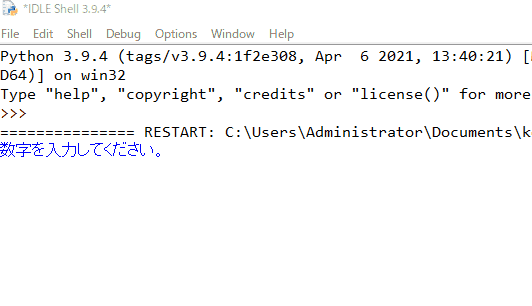 *IDLE Shell 3.9.4*
File Edit Shell Debug Options Window Help
Python 3.9.4 (tags/v3.9.4:1f2e308, Apr  6 2021, 13:40:21) [
D64)] on win32
Type "help", "copyright", "credits" or "license()" for more
>>>
=============== RESTART: C:\Users\Administrator\Documents\k
数字を入力してください。